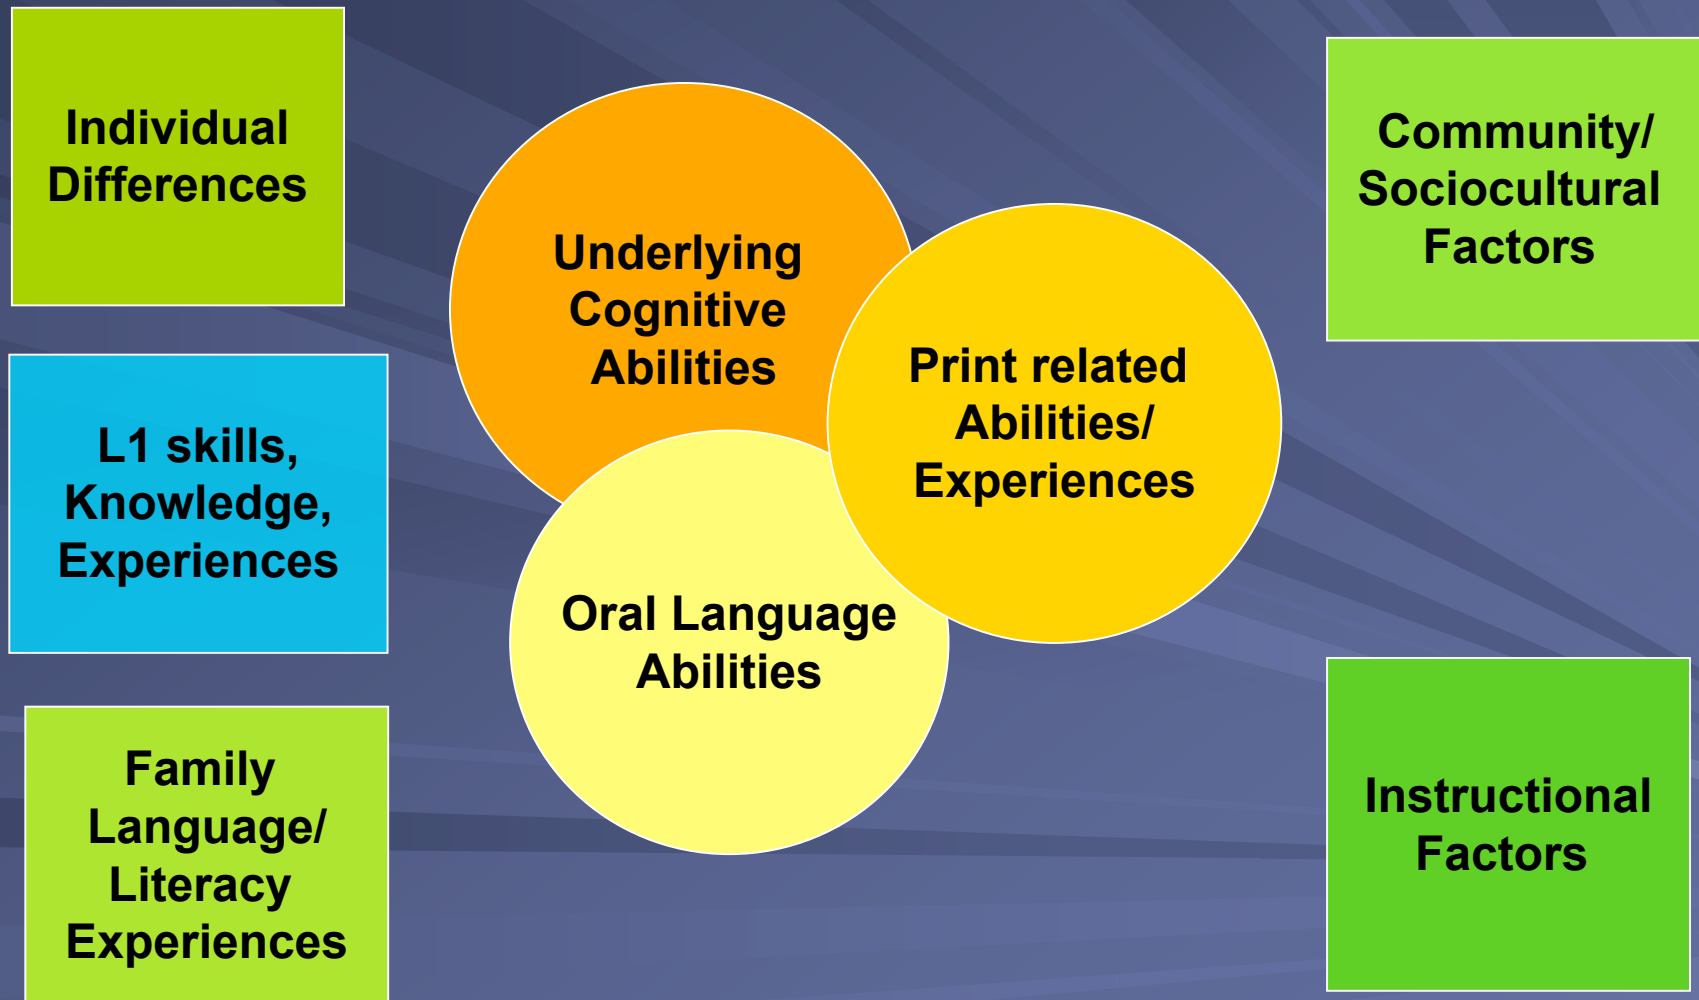 Individual
Differences
L1 skills,
Knowledge,
Experiences
Family
Language/
Literacy
Experiences
Underlying
Cognitive
Abilities
Print related
Abilities/
Experiences
Oral Language
Abilities
Community/
Sociocultural
Factors
Instructional
Factors